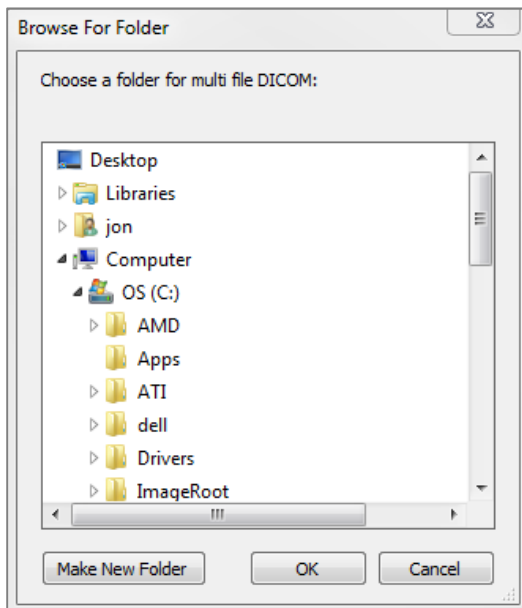 Browse For Folder
Choose a folder for multi file DICOM:
Desktop
Libraries
jon
Computer
OS (C:)
AMD
Apps
ATI
dell
Drivers
ImageRoot
Make New Folder OK Cancel